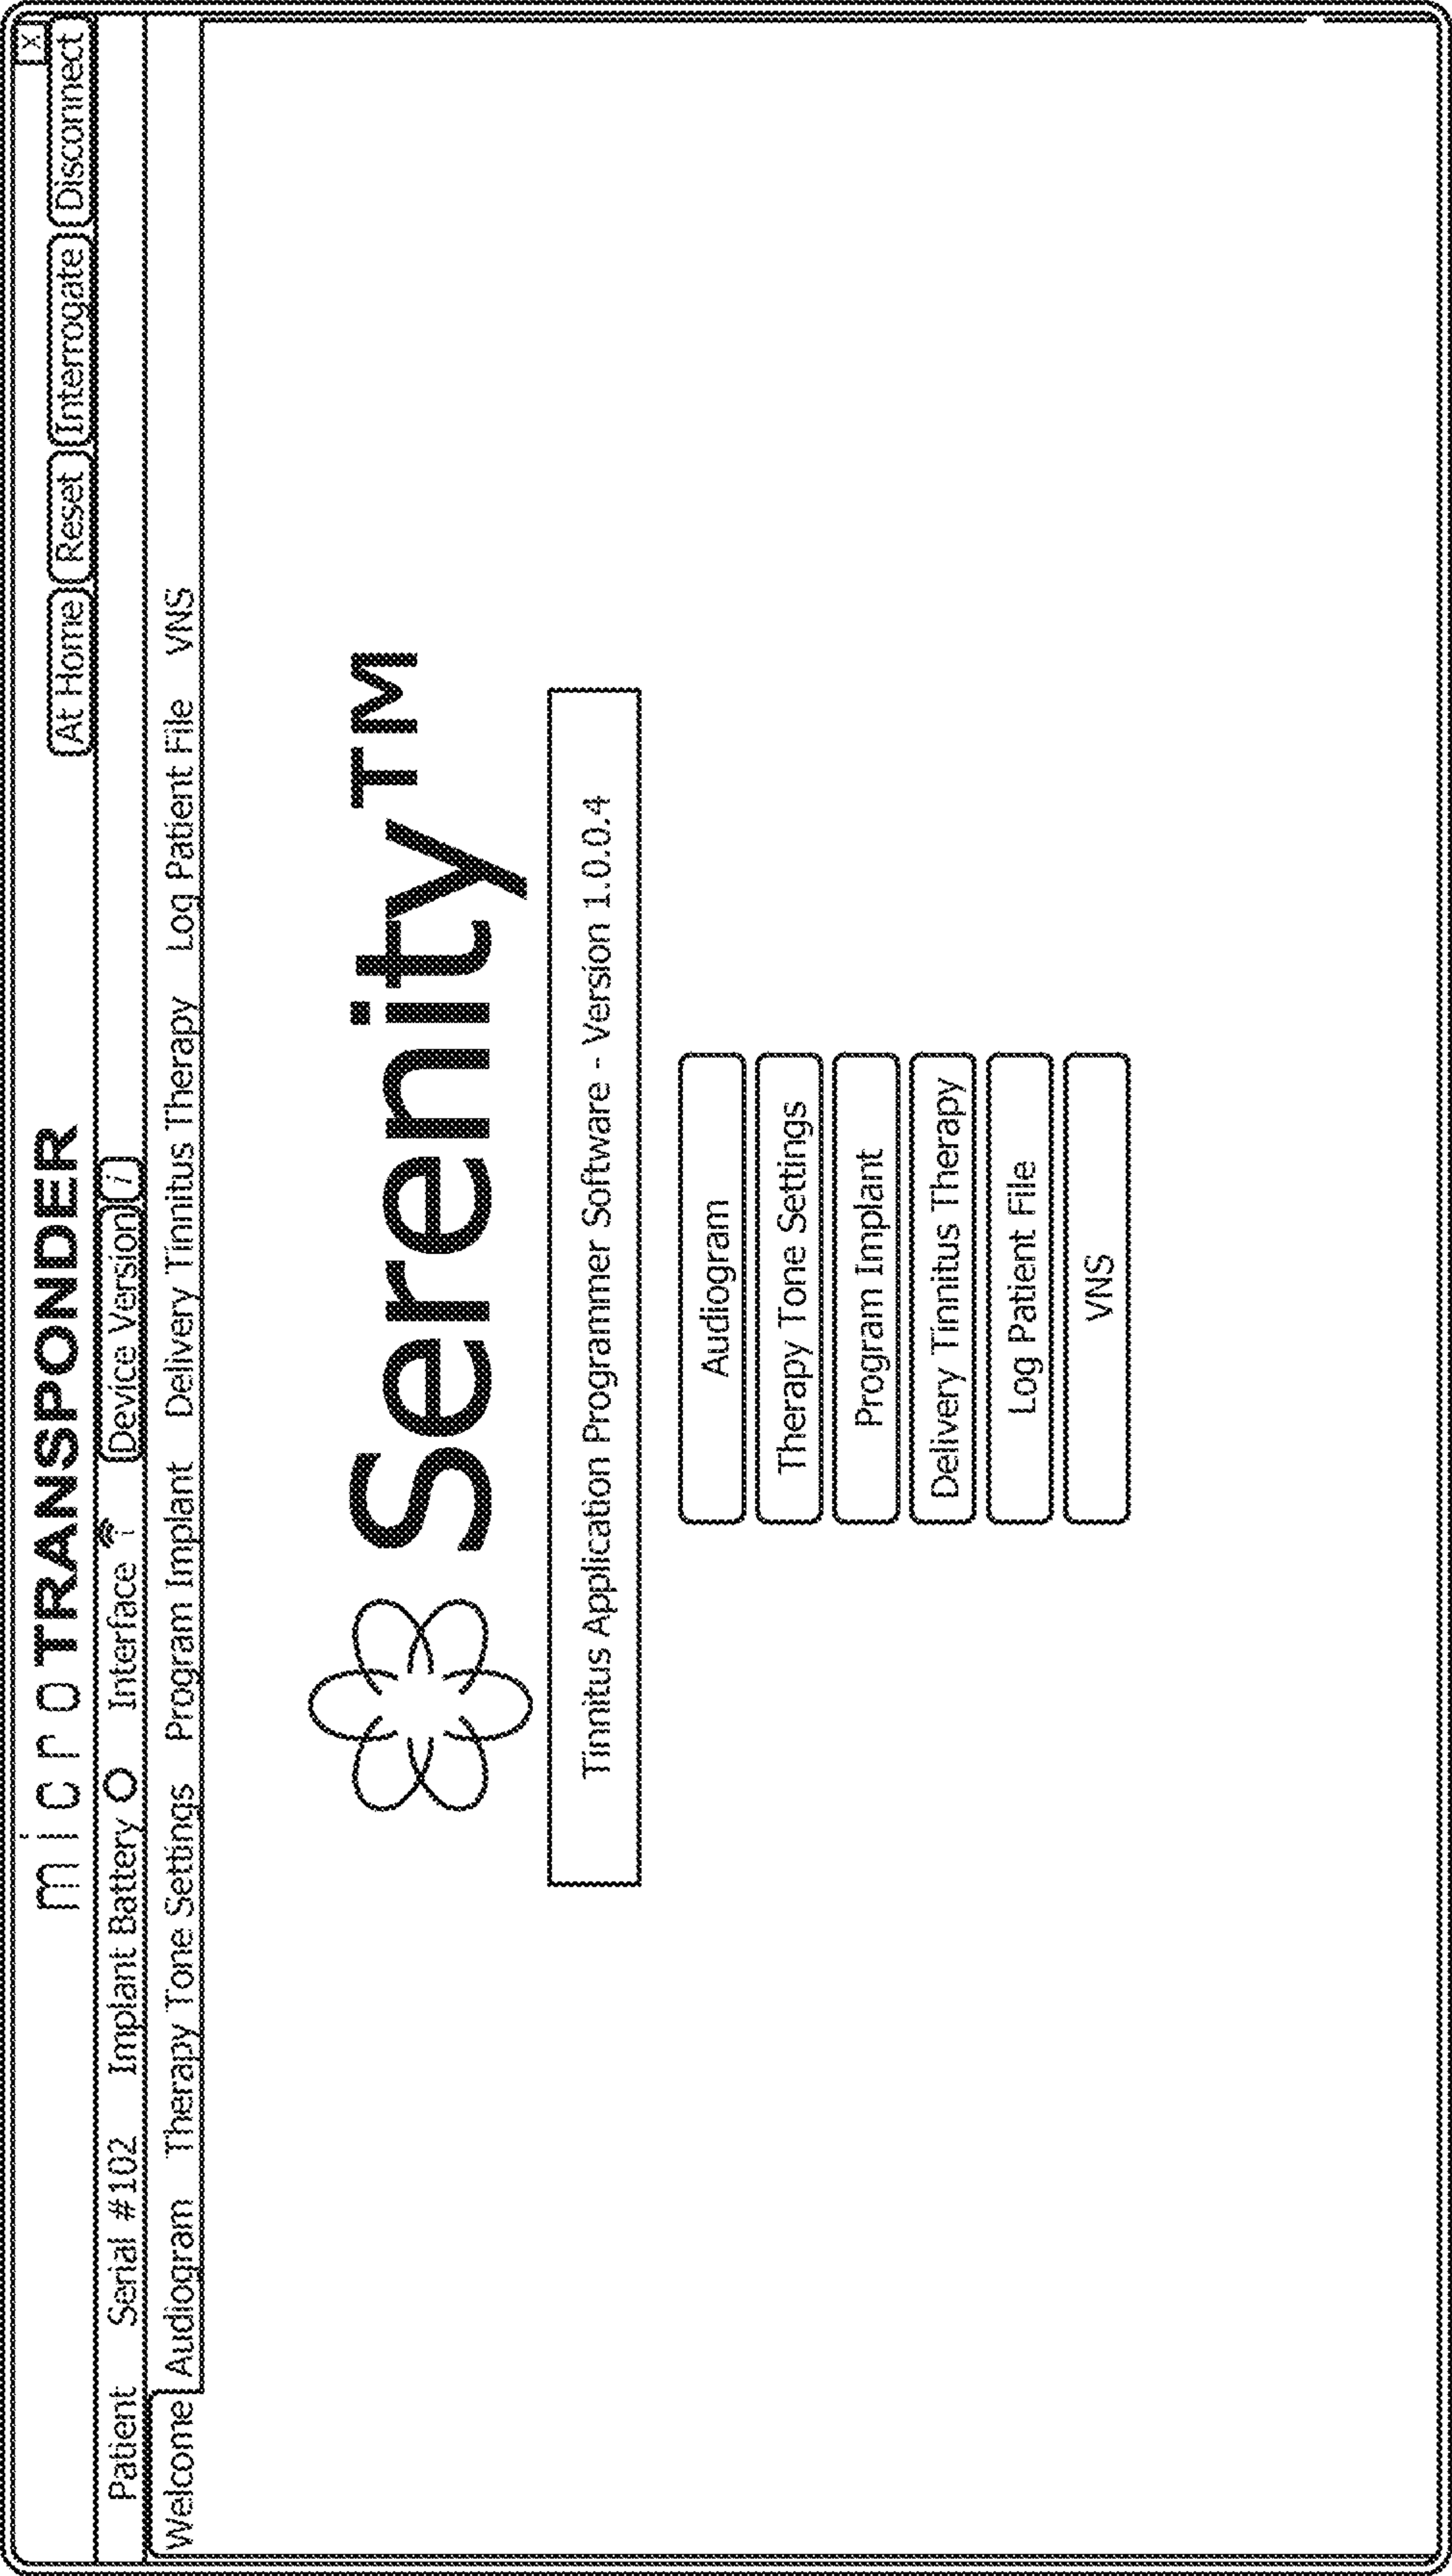 X
microTRANSPONDER
At Home Reset Interrogate Disconnect
Patient Serial #102 Implant Battery Interface Device Version i
Welcome Audiogram Therapy Tone Settings Program Implant Delivery Tinnitus Therapy Log Patient File VNS
Serenity™
Tinnitus Application Programmer Software - Version 1.0.0.4
Audiogram
Therapy Tone Settings
Program Implant
Delivery Tinnitus Therapy
Log Patient File
VNS